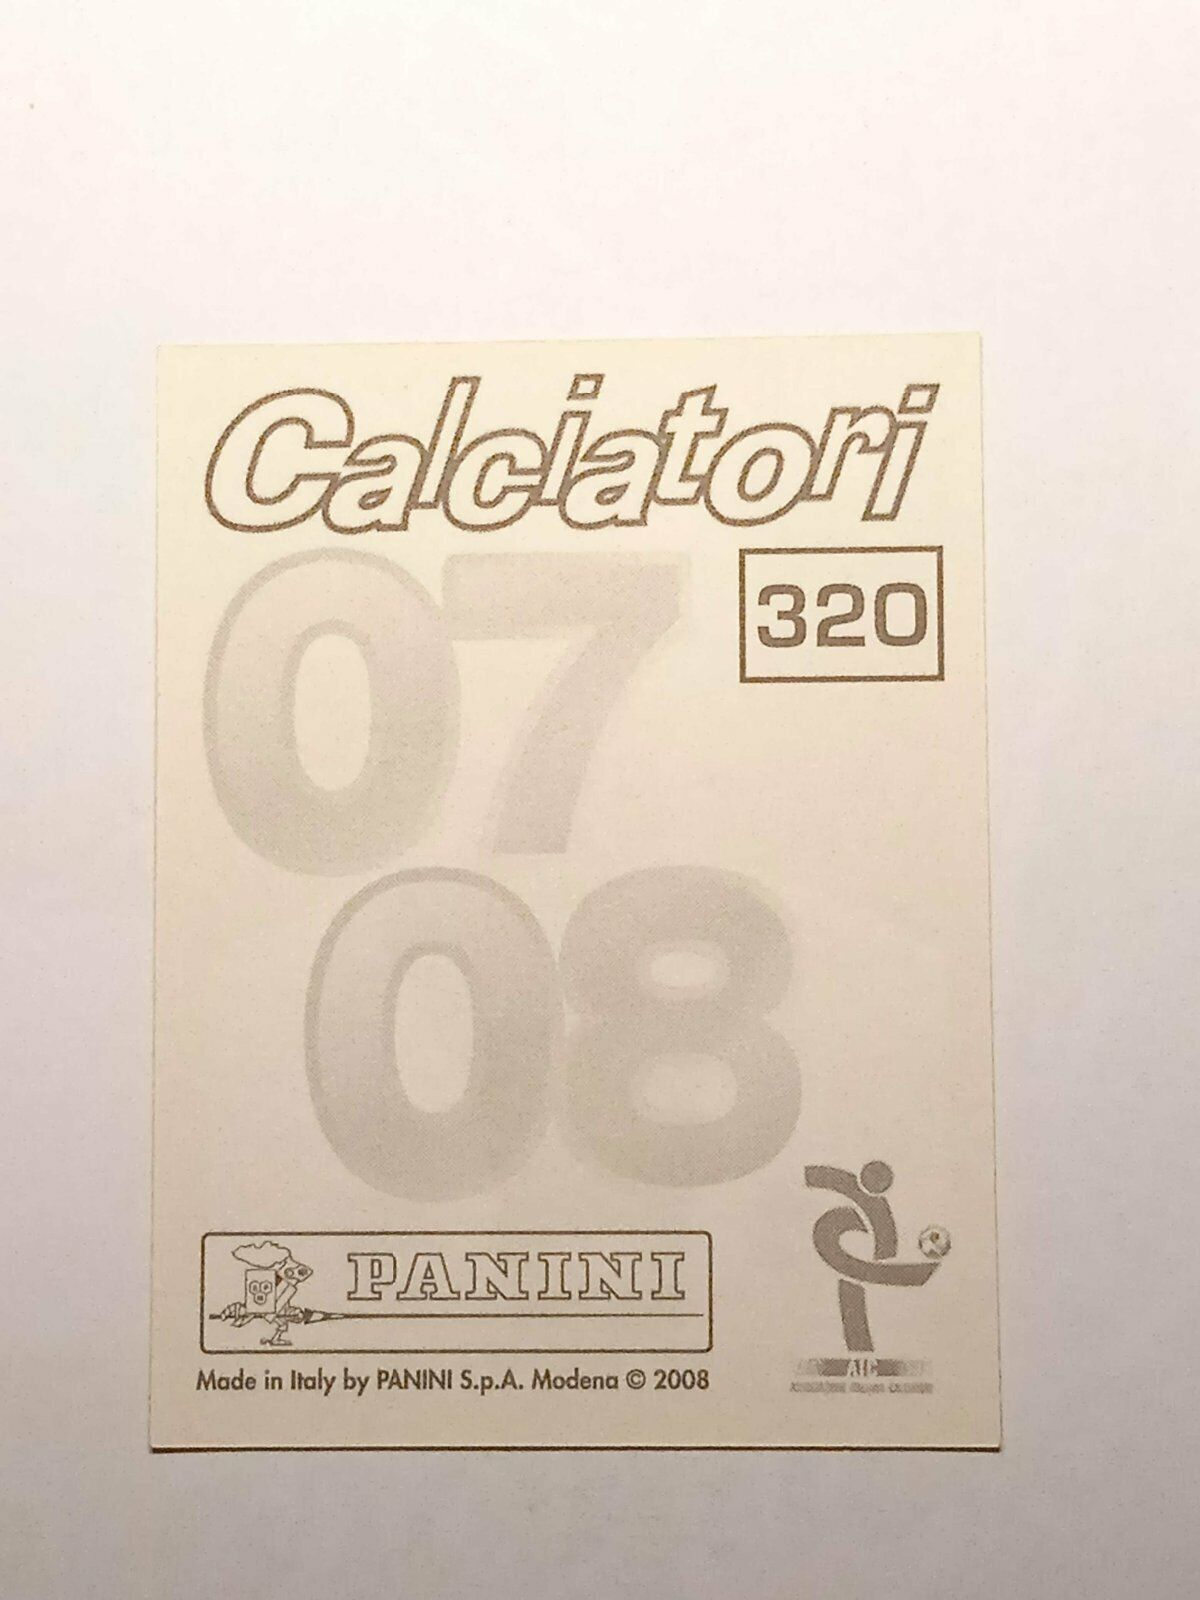 Calciatori
07
320
08
PANINI
Made in Italy by PANINI S.p.A. Modena © 2008
AIC